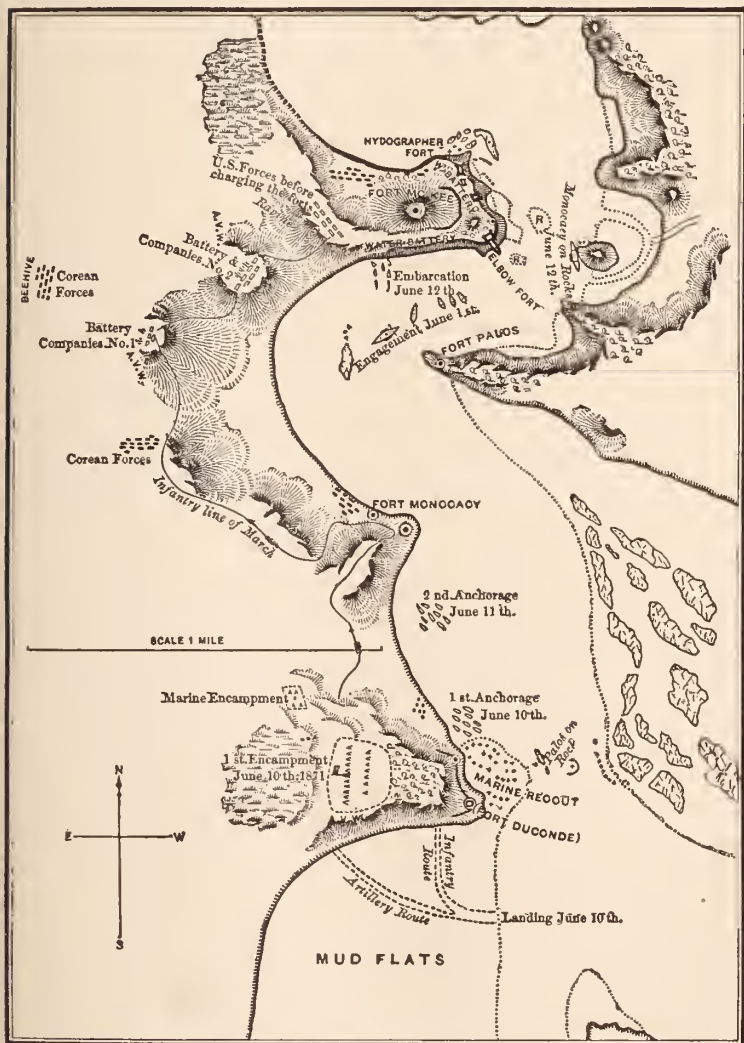 HYDOGRAPHER
FORT
U.S. Forces before
charging the fort
Ravine
FORT MCKEE
WATER BATTERY
ELBOW FORT
R
Monocacy on Rocks
June 12th.
A.V.W.
Battery &
Companies. No. 2
BEEHIVE
Corean
Forces
Embarcation
June 12th.
Engagement June 1st.
FORT PALOS
Battery
Companies. No. 1st
A.V.W.
Corean Forces
Infantry line of March
FORT MONOCACY
2nd. Anchorage
June 11th.
SCALE 1 MILE
Marine Encampment
1st. Anchorage
June 10th.
Palos on
Rock
1st. Encampment
June 10th: 1871
MARINE REDOUT
(FORT DUCONDE)
N
E
W
S
V.W.
Infantry
Route
Artillery Route
Landing June 10th.
MUD FLATS